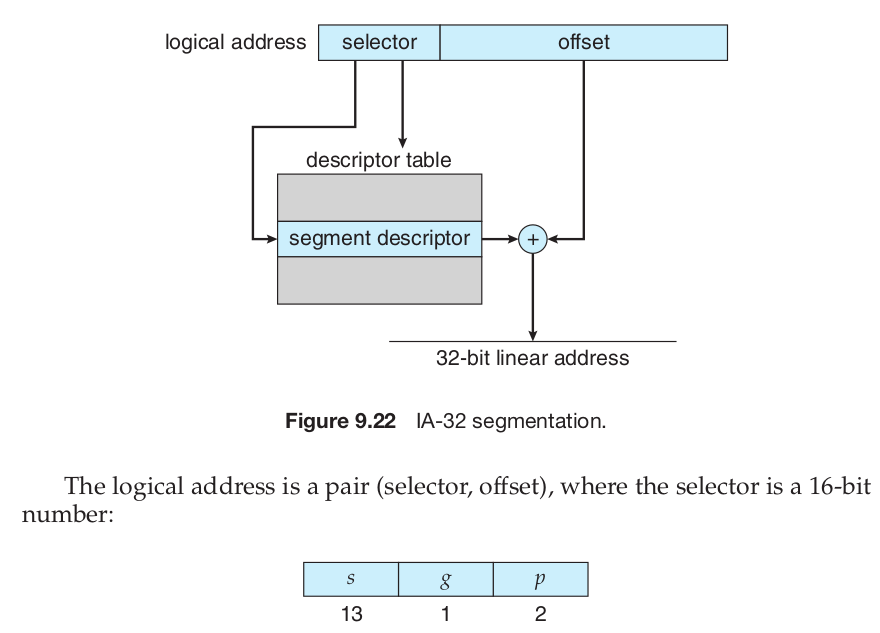 logical address selector offset
descriptor table
segment descriptor +
32-bit linear address
Figure 9.22 IA-32 segmentation.
The logical address is a pair (selector, offset), where the selector is a 16-bit
number:
s g p
13 1 2